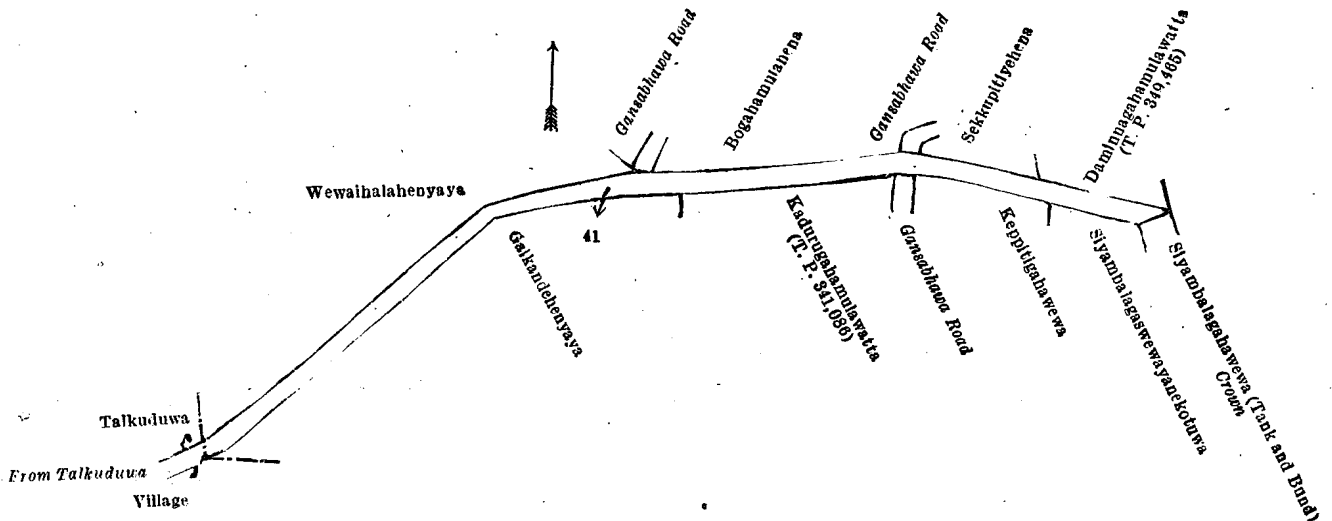 Gansabhawa Road
Bogahamulahena
Gansabhawa Road
Sekkupitiyehena
Daminnagahamulawatta
(T. P. 349,465)
Wewaihalahenyaya
41
Galkandehenyaya
Kadurugahamulawatta
(T. P. 341,086)
Gansabhawa Road
Keppitigahawewa
Siyambalagaswewayanekotuwa
Siyambalagahawewa (Tank and Bund)
Crown
Talkuduwa
From Talkuduwa
Village